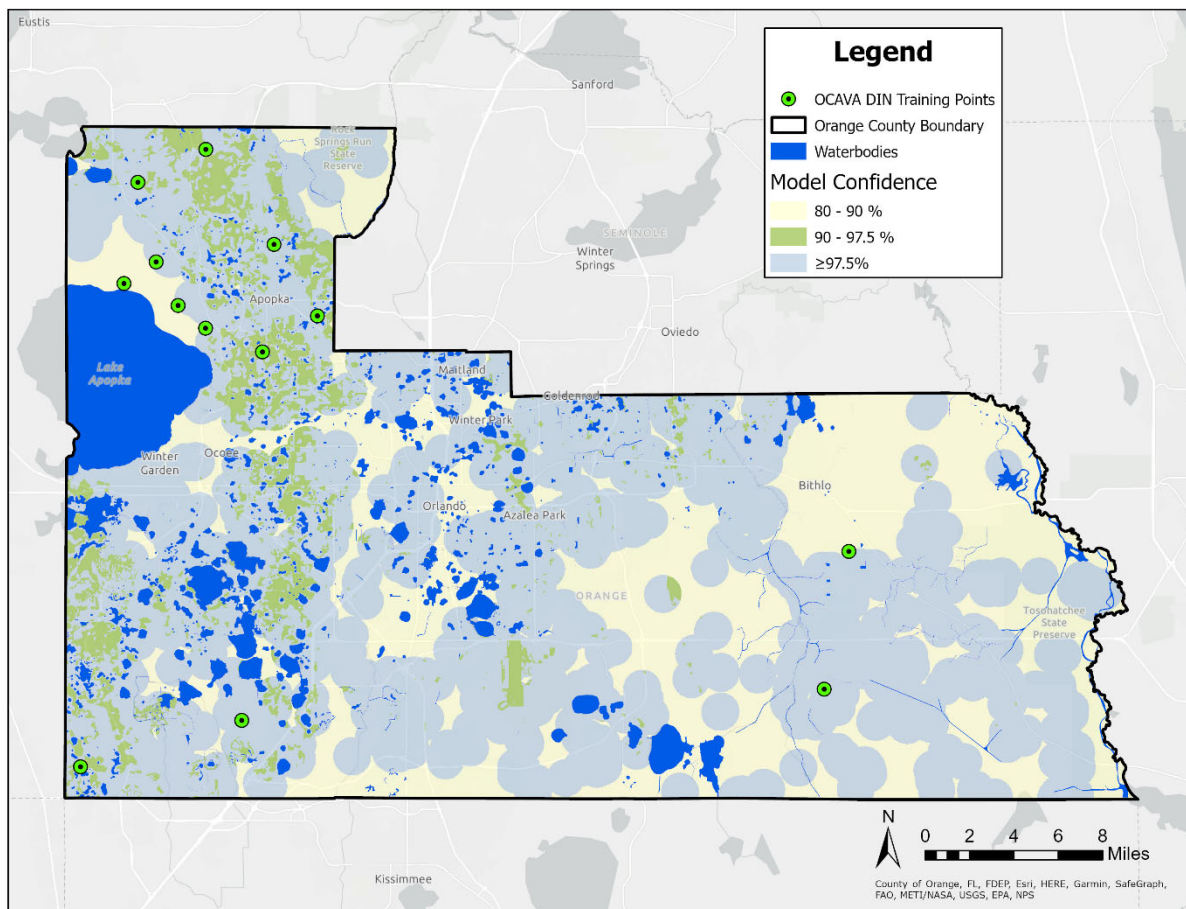 Eustis
Sanford
Legend
OCAVA DIN Training Points
Orange County Boundary
Waterbodies
Model Confidence
80 - 90 %
90 - 97.5 %
≥97.5%
Rock
Springs Run
State
Reserve
SEMINOLE
Winter
Springs
Apopka
Oviedo
Lake
Apopka
Maitland
Goldenrod
Winter Park
Ocoee
Winter
Garden
Bithlo
Orlando
Azalea Park
ORANGE
Tosohatchee
State
Preserve
N
0 2 4 6 8
Miles
Kissimmee
County of Orange, FL, FDEP, Esri, HERE, Garmin, SafeGraph,
FAO, METI/NASA, USGS, EPA, NPS